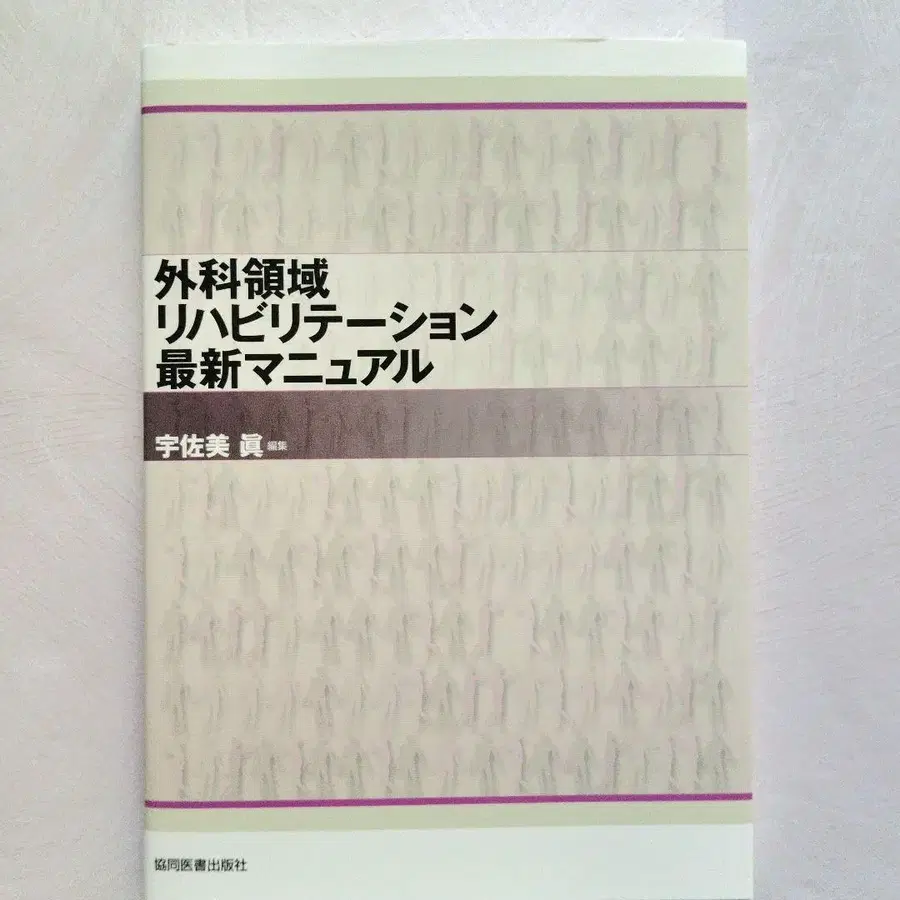 外科領域
リハビリテーション
最新マニュアル
宇佐美 眞 編集
協同医書出版社